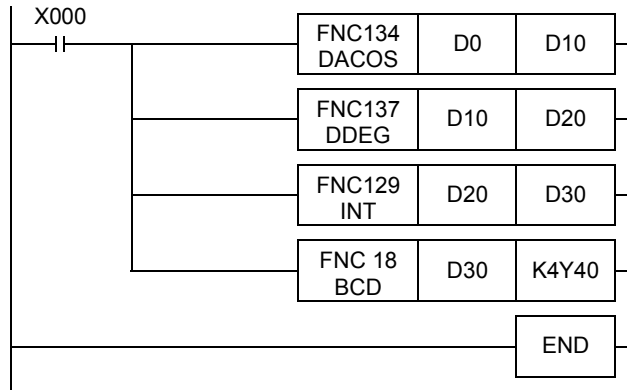 X000
FNC134
DACOS
D0
D10
FNC137
DDEG
D10
D20
FNC129
INT
D20
D30
FNC 18
BCD
D30
K4Y40
END